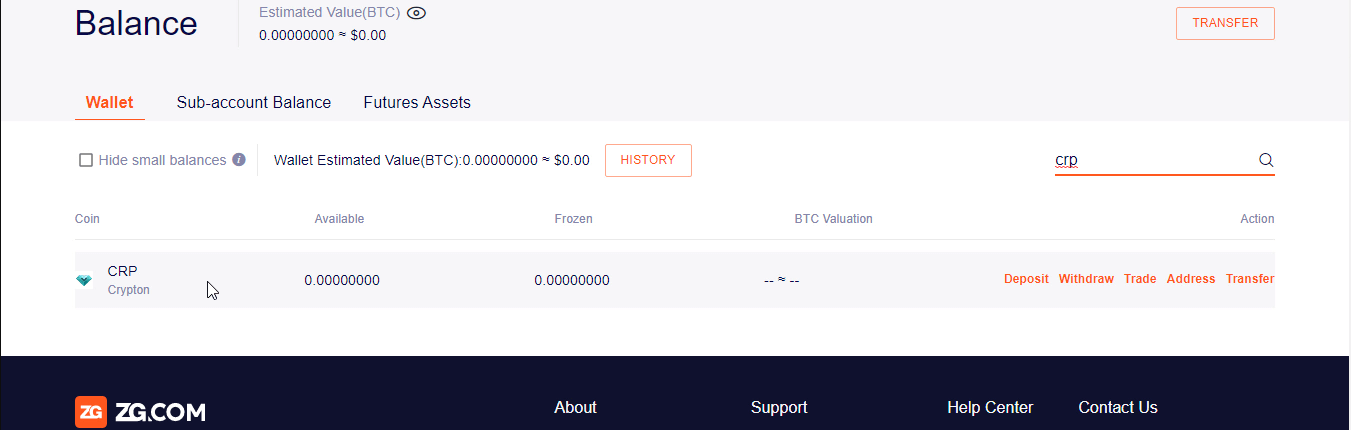 Balance
Estimated Value(BTC)
0.00000000 ≈ $0.00
TRANSFER
Wallet Sub-account Balance Futures Assets
Hide small balances i Wallet Estimated Value(BTC):0.00000000 ≈ $0.00 HISTORY crp
Coin Available Frozen BTC Valuation Action
CRP
Crypton
0.00000000 0.00000000 -- ≈ -- Deposit Withdraw Trade Address Transfer
ZG ZG.COM About Support Help Center Contact Us